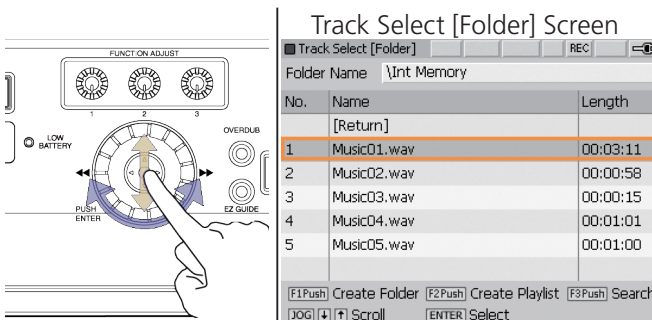 Track Select [Folder] Screen
FUNCTION ADJUST
1 2 3
LOW BATTERY
OVERDUB
PUSH ENTER
EZ GUIDE
Track Select [Folder] REC
Folder Name \Int Memory
No. Name Length
[Return]
1 Music01.wav 00:03:11
2 Music02.wav 00:00:58
3 Music03.wav 00:00:15
4 Music04.wav 00:01:01
5 Music05.wav 00:01:00
F1Push Create Folder F2Push Create Playlist F3Push Search
JOG Scroll ENTER Select